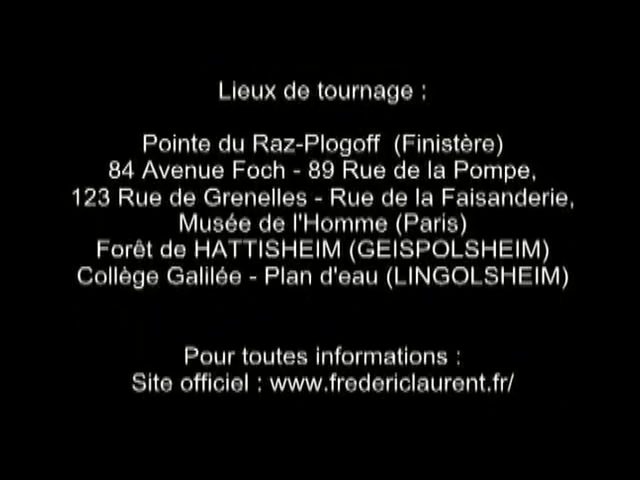 Lieux de tournage :
Pointe du Raz-Plogoff (Finistère)
84 Avenue Foch - 89 Rue de la Pompe,
123 Rue de Grenelles - Rue de la Faisanderie,
Musée de l'Homme (Paris)
Forêt de HATTISHEIM (GEISPOLSHEIM)
Collège Galilée - Plan d'eau (LINGOLSHEIM)
Pour toutes informations :
Site officiel : www.fredericlaurent.fr/